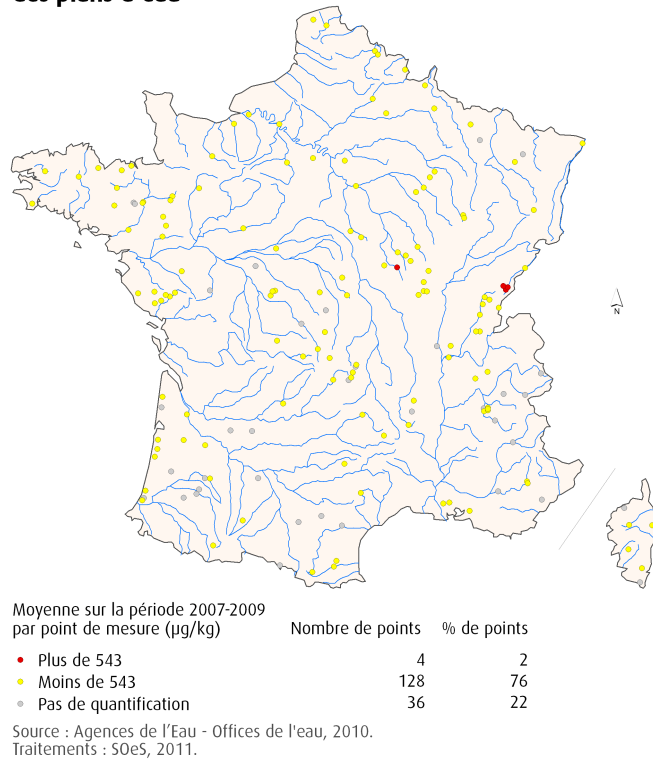 N
Moyenne sur la période 2007-2009
par point de mesure (µg/kg) Nombre de points % de points
Plus de 543 4 2
Moins de 543 128 76
Pas de quantification 36 22
Source : Agences de l'Eau - Offices de l'eau, 2010.
Traitements : SOeS, 2011.